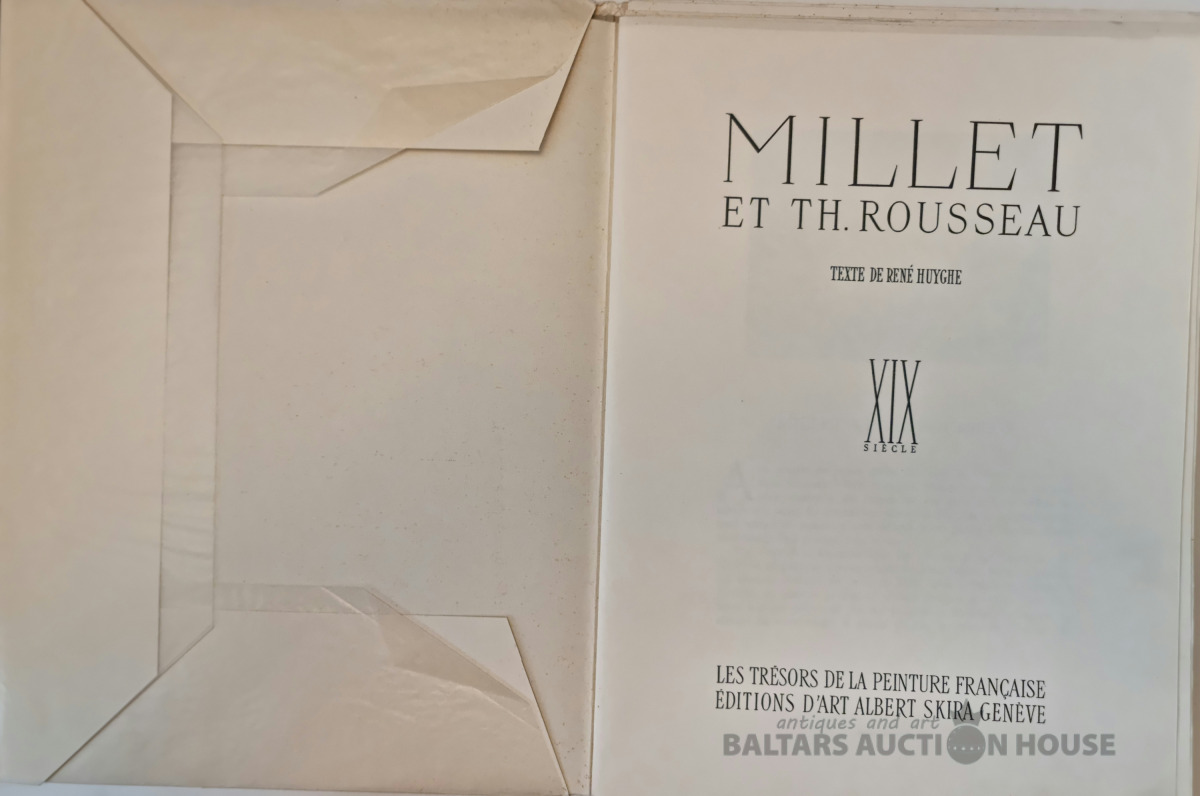 MILLET
ET TH. ROUSSEAU
TEXTE DE RENÉ HUYGHE
XIX
SIÈCLE
LES TRÉSORS DE LA PEINTURE FRANÇAISE
ÉDITIONS D'ART ALBERT SKIRA GENÈVE
antiques and art
BALTARS AUCTION HOUSE